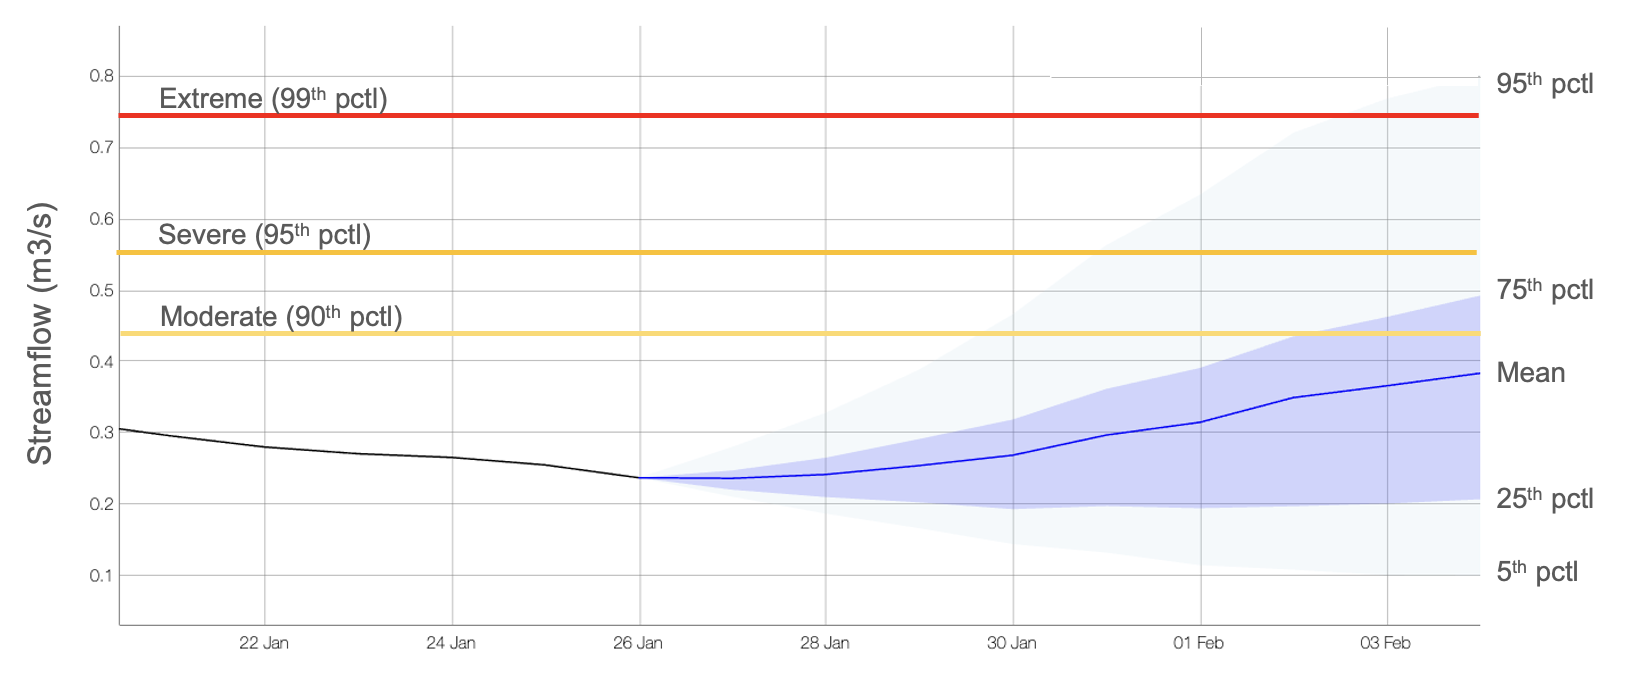 0.8
Extreme (99th pctl)
95th pctl
0.7
0.6
Severe (95th pctl)
0.5
75th pctl
Moderate (90th pctl)
0.4
Mean
0.3
0.2
25th pctl
0.1
5th pctl
Streamflow (m3/s)
22 Jan
24 Jan
26 Jan
28 Jan
30 Jan
01 Feb
03 Feb